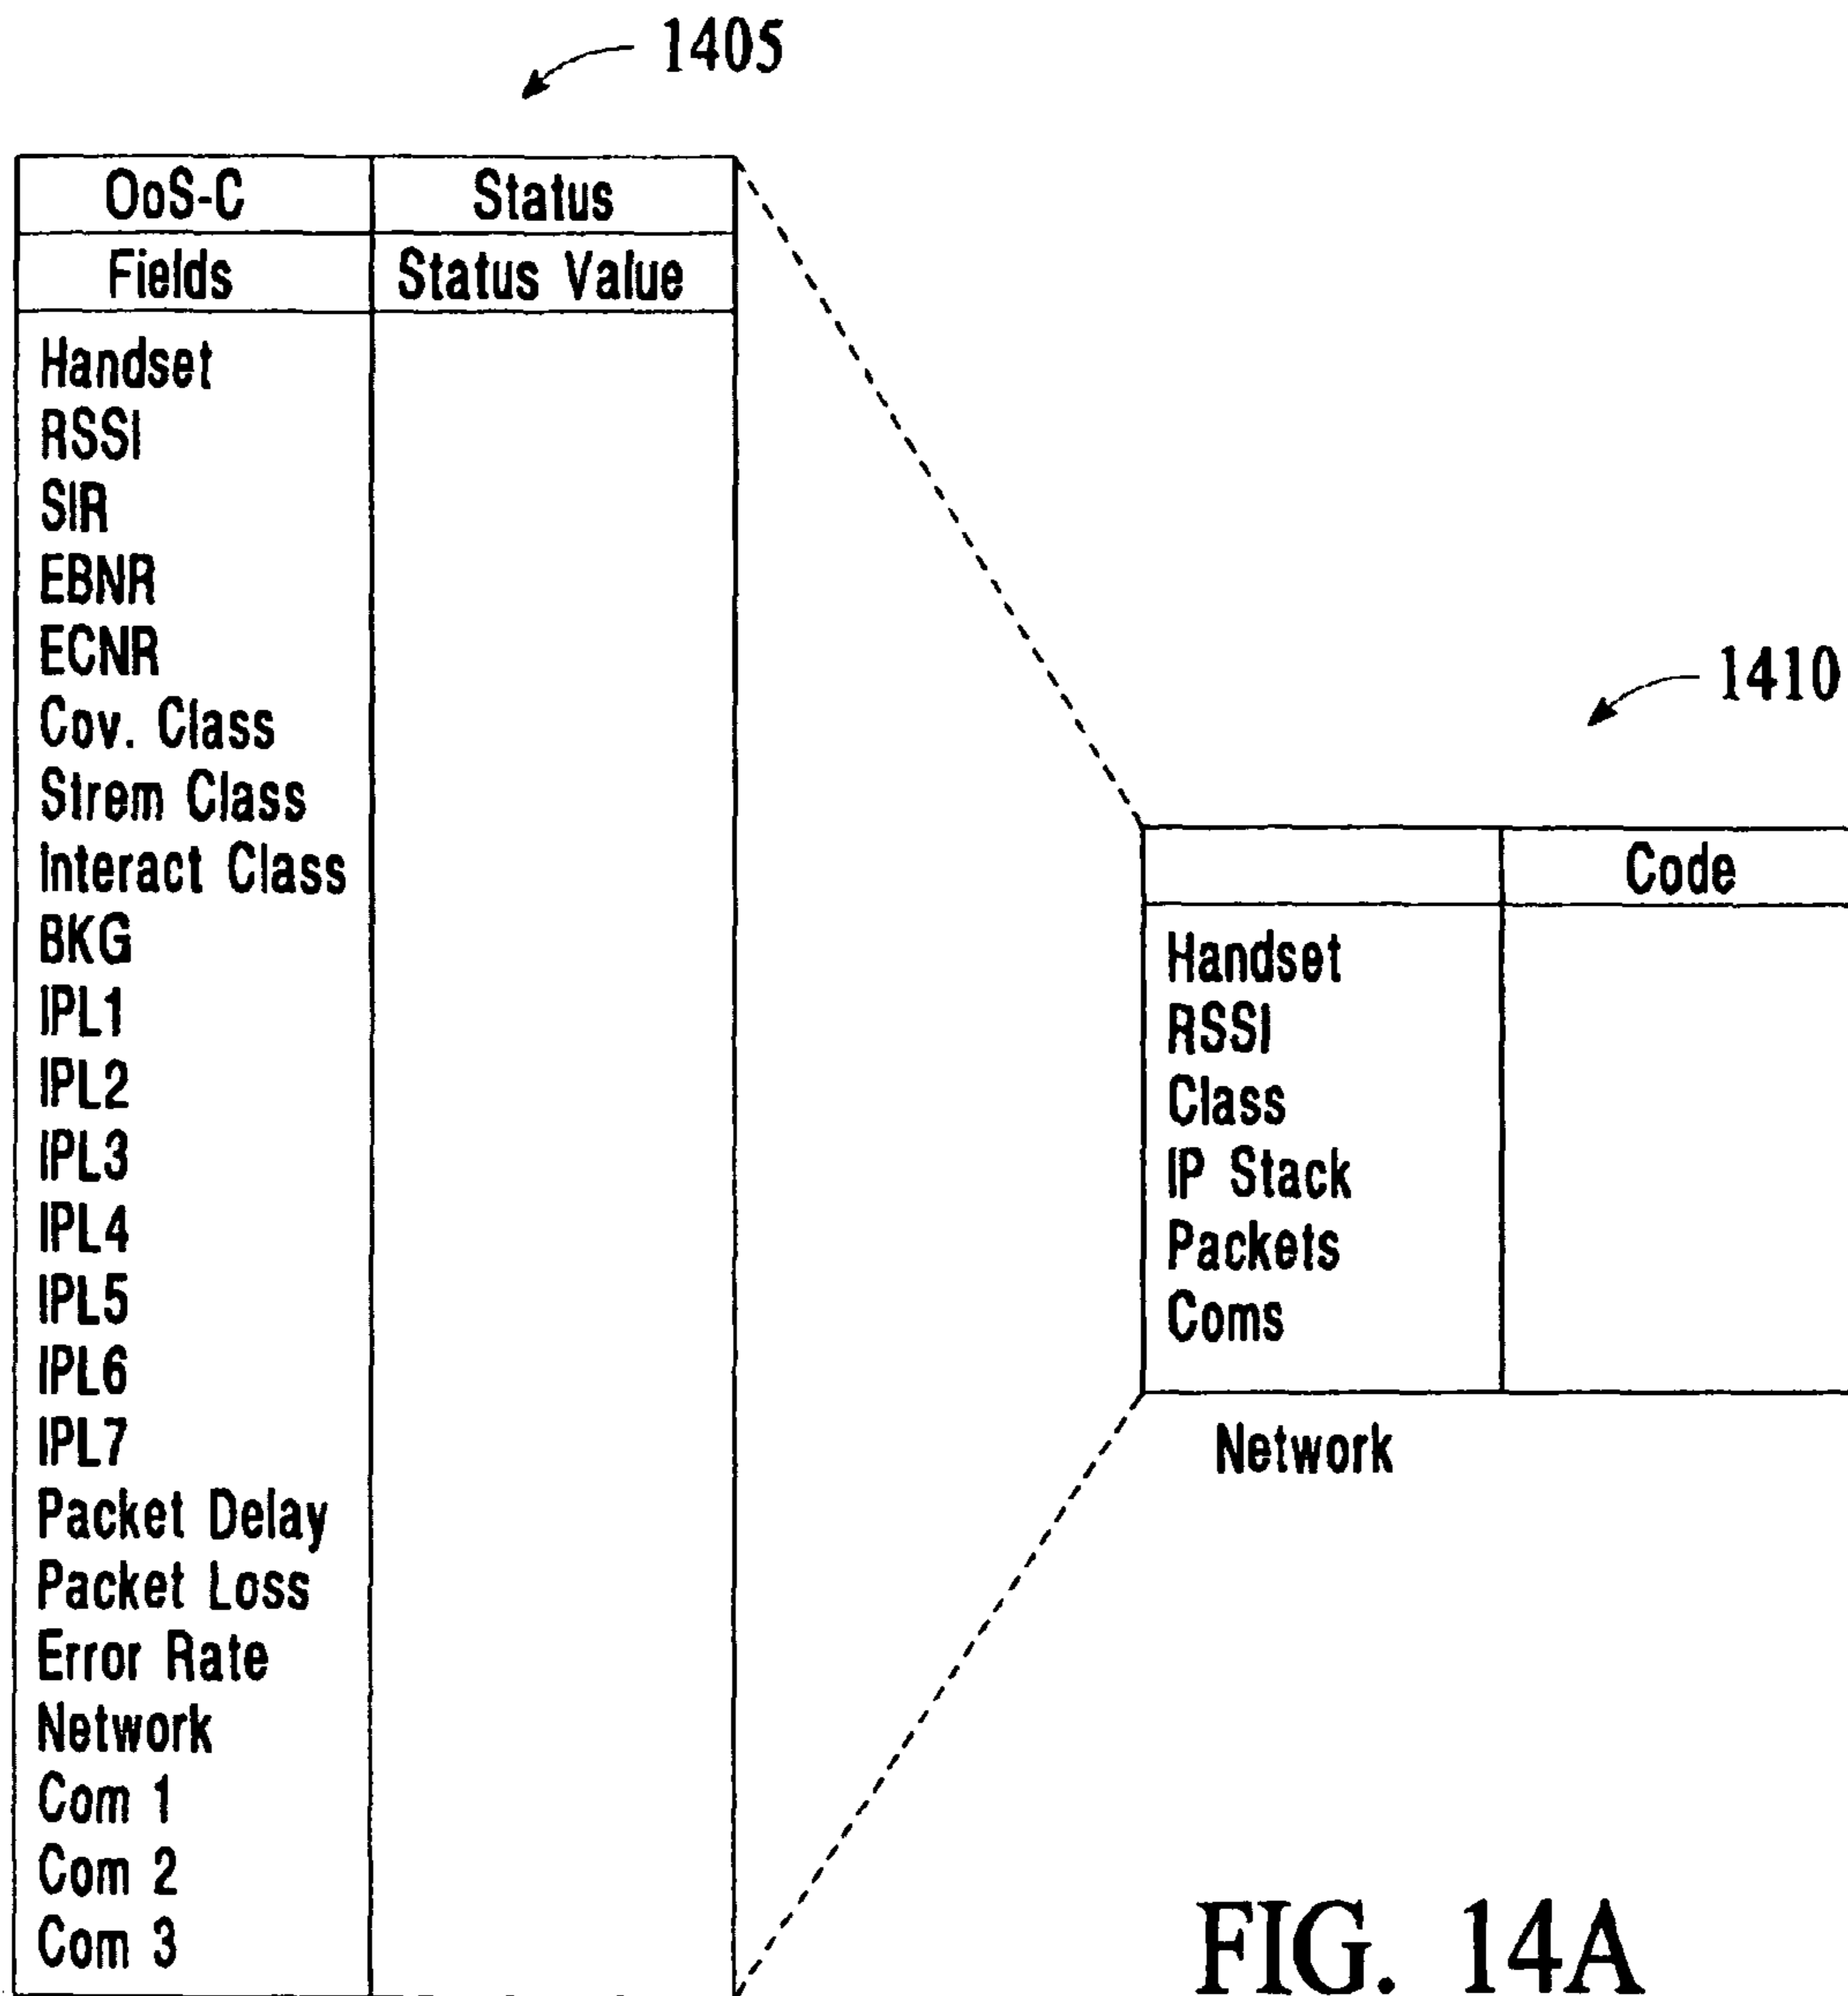 1405
OoS-C Status
Fields Status Value
Handset
RSSI
SIR
EBNR
ECNR
Cov. Class
Strem Class
Interact Class
BKG
IPL1
IPL2
IPL3
IPL4
IPL5
IPL6
IPL7
Packet Delay
Packet Loss
Error Rate
Network
Com 1
Com 2
Com 3
1410
Code
Handset
RSSI
Class
IP Stack
Packets
Coms
Network
FIG. 14A